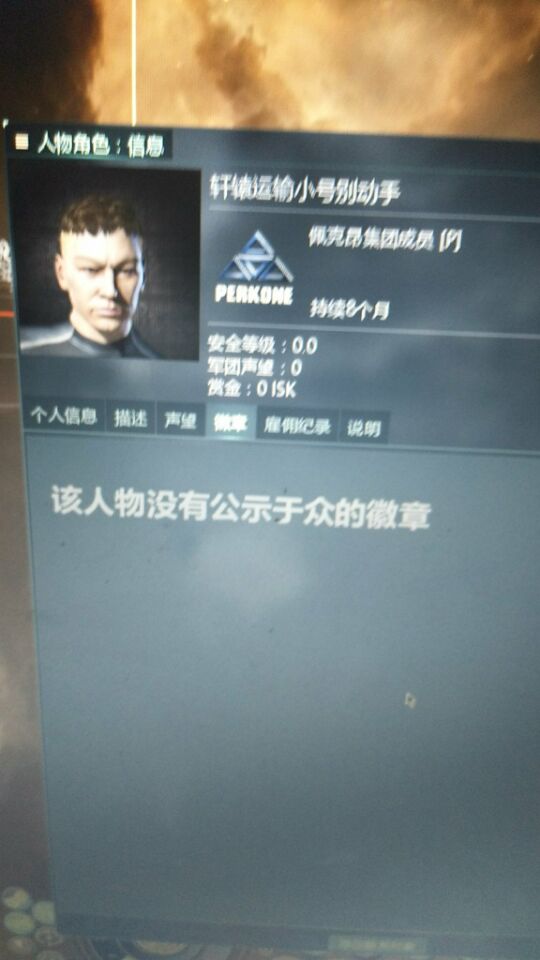 人物角色：信息
轩辕运输小号别动手
佩克昂集团成员 [P]
PERKONE
持续8个月
安全等级：0.0
军团声望：0
赏金：0 ISK
个人信息 描述 声望 徽章 雇佣纪录 说明
该人物没有公示于众的徽章